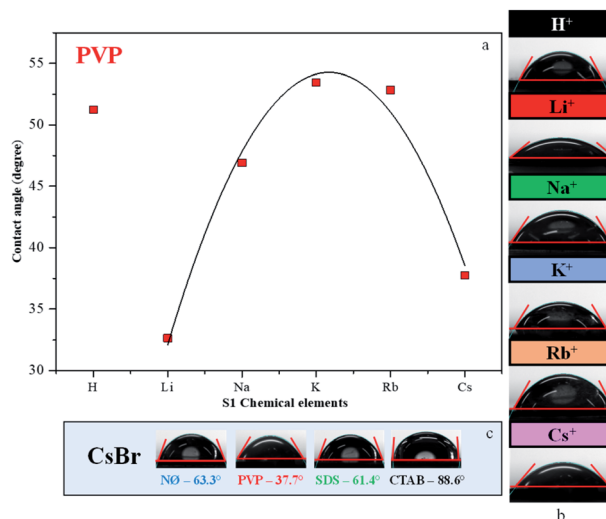 PVP
a
55
50
45
40
35
30
Contact angle (degree)
H Li Na K Rb Cs
S1 Chemical elements
H⁺
Li⁺
Na⁺
K⁺
Rb⁺
Cs⁺
b
c
CsBr
NØ – 63.3° PVP – 37.7° SDS – 61.4° CTAB – 88.6°